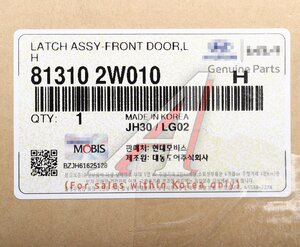 LATCH ASSY-FRONT DOOR,L
H
Genuine Parts
81310 2W010 H
QTY: 1 MADE IN KOREA
JH30 / LG02
MOBIS
BZJH61625128
판매원: 현대모비스
제조원: 대동도어주식회사
(For sales within Korea only)